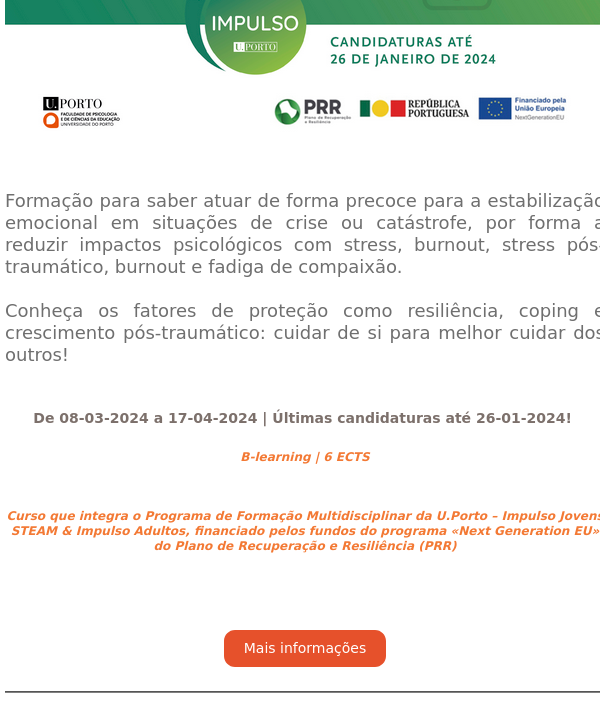 IMPULSO
U.PORTO
CANDIDATURAS ATÉ
26 DE JANEIRO DE 2024
U.PORTO
FACULDADE DE PSICOLOGIA
E DE CIÊNCIAS DA EDUCAÇÃO
UNIVERSIDADE DO PORTO
PRR
Plano de Recuperação
e Resiliência
REPÚBLICA
PORTUGUESA
Financiado pela
União Europeia
NextGenerationEU
Formação para saber atuar de forma precoce para a estabilização
emocional em situações de crise ou catástrofe, por forma a
reduzir impactos psicológicos com stress, burnout, stress pós-
traumático, burnout e fadiga de compaixão.
Conheça os fatores de proteção como resiliência, coping e
crescimento pós-traumático: cuidar de si para melhor cuidar dos
outros!
De 08-03-2024 a 17-04-2024 | Últimas candidaturas até 26-01-2024!
B-learning | 6 ECTS
Curso que integra o Programa de Formação Multidisciplinar da U.Porto – Impulso Jovens
STEAM & Impulso Adultos, financiado pelos fundos do programa «Next Generation EU»
do Plano de Recuperação e Resiliência (PRR)
Mais informações